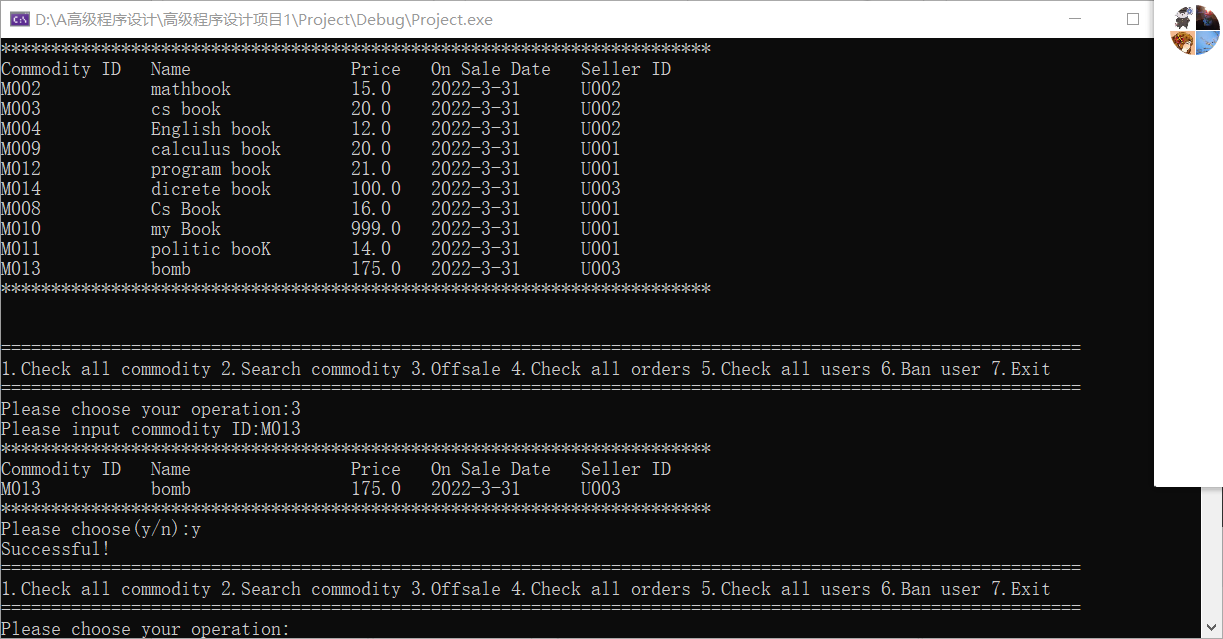 D:\A高级程序设计\高级程序设计项目1\Project\Debug\Project.exe
***********************************************************************
Commodity ID   Name                Price   On Sale Date   Seller ID
M002           mathbook            15.0    2022-3-31      U002
M003           cs book             20.0    2022-3-31      U002
M004           English book        12.0    2022-3-31      U002
M009           calculus book       20.0    2022-3-31      U001
M012           program book        21.0    2022-3-31      U001
M014           dicrete book        100.0   2022-3-31      U003
M008           Cs Book             16.0    2022-3-31      U001
M010           my Book             999.0   2022-3-31      U001
M011           politic booK        14.0    2022-3-31      U001
M013           bomb                175.0   2022-3-31      U003
***********************************************************************
============================================================================================================
1.Check all commodity 2.Search commodity 3.Offsale 4.Check all orders 5.Check all users 6.Ban user 7.Exit
============================================================================================================
Please choose your operation:3
Please input commodity ID:M013
***********************************************************************
Commodity ID   Name                Price   On Sale Date   Seller ID
M013           bomb                175.0   2022-3-31      U003
***********************************************************************
Please choose(y/n):y
Successful!
============================================================================================================
1.Check all commodity 2.Search commodity 3.Offsale 4.Check all orders 5.Check all users 6.Ban user 7.Exit
============================================================================================================
Please choose your operation: